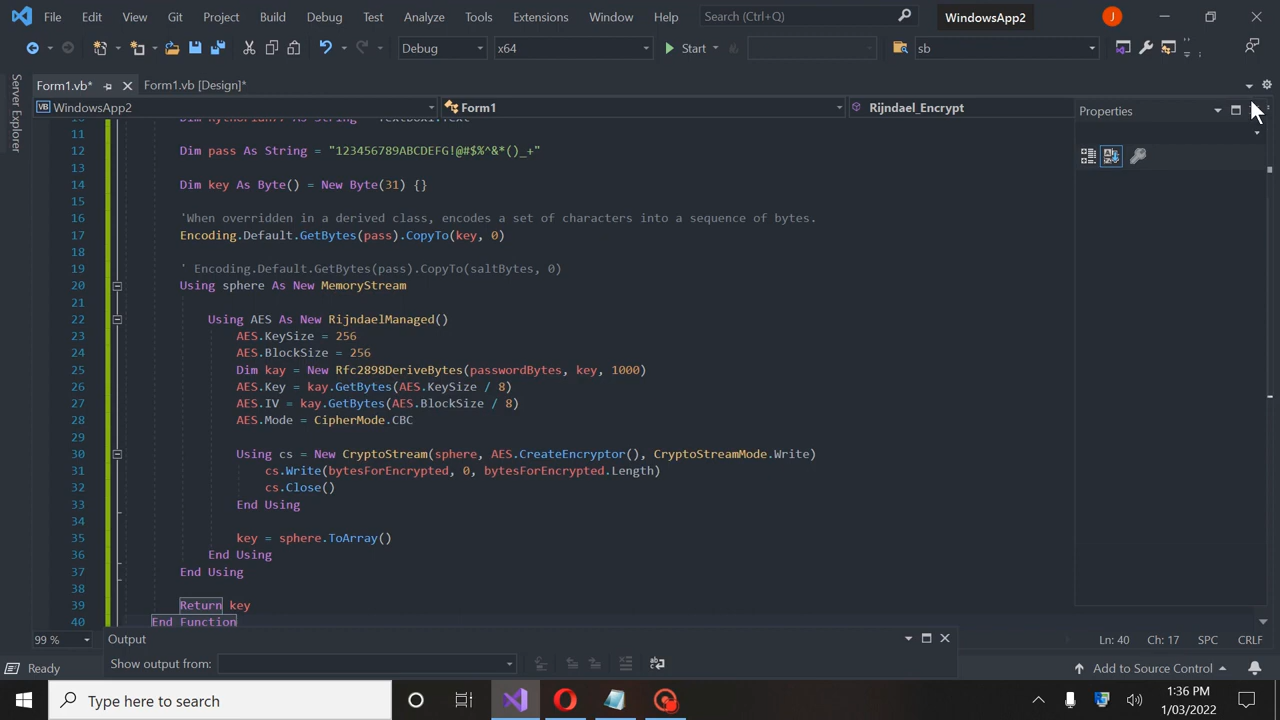 File Edit View Git Project Build Debug Test Analyze Tools Extensions Window Help Search (Ctrl+Q) WindowsApp2 J
Debug x64 Start sb
Form1.vb* Form1.vb [Design]*
VB WindowsApp2 Form1 Rijndael_Encrypt
Server Explorer
Properties
11
12 Dim pass As String = "123456789ABCDEFG!@#$%^&*()_+"
13
14 Dim key As Byte() = New Byte(31) {}
15
16 'When overridden in a derived class, encodes a set of characters into a sequence of bytes.
17 Encoding.Default.GetBytes(pass).CopyTo(key, 0)
18
19 ' Encoding.Default.GetBytes(pass).CopyTo(saltBytes, 0)
20 Using sphere As New MemoryStream
21
22 Using AES As New RijndaelManaged()
23 AES.KeySize = 256
24 AES.BlockSize = 256
25 Dim kay = New Rfc2898DeriveBytes(passwordBytes, key, 1000)
26 AES.Key = kay.GetBytes(AES.KeySize / 8)
27 AES.IV = kay.GetBytes(AES.BlockSize / 8)
28 AES.Mode = CipherMode.CBC
29
30 Using cs = New CryptoStream(sphere, AES.CreateEncryptor(), CryptoStreamMode.Write)
31 cs.Write(bytesForEncrypted, 0, bytesForEncrypted.Length)
32 cs.Close()
33 End Using
34
35 key = sphere.ToArray()
36 End Using
37 End Using
38
39 Return key
40 End Function
99 % Output Ln: 40 Ch: 17 SPC CRLF
Show output from:
Ready Add to Source Control
Type here to search 1:36 PM
1/03/2022